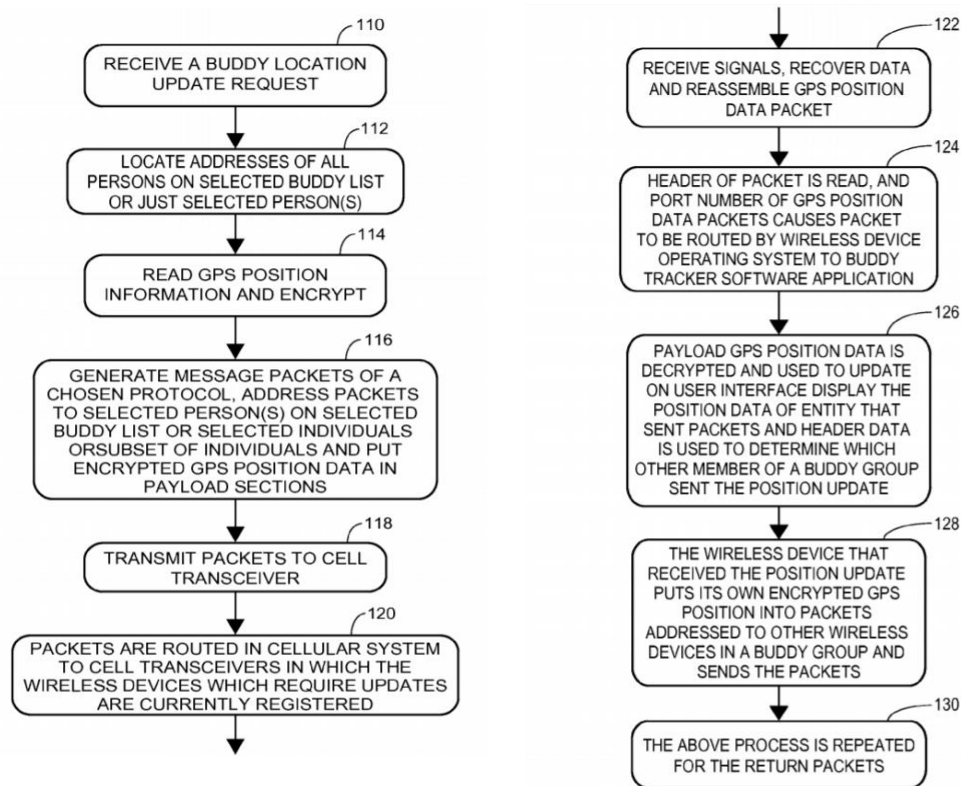 110
RECEIVE A BUDDY LOCATION
UPDATE REQUEST
112
LOCATE ADDRESSES OF ALL
PERSONS ON SELECTED BUDDY LIST
OR JUST SELECTED PERSON(S)
114
READ GPS POSITION
INFORMATION AND ENCRYPT
116
GENERATE MESSAGE PACKETS OF A
CHOSEN PROTOCOL, ADDRESS PACKETS
TO SELECTED PERSON(S) ON SELECTED
BUDDY LIST OR SELECTED INDIVIDUALS
ORSUBSET OF INDIVIDUALS AND PUT
ENCRYPTED GPS POSITION DATA IN
PAYLOAD SECTIONS
118
TRANSMIT PACKETS TO CELL
TRANSCEIVER
120
PACKETS ARE ROUTED IN CELLULAR SYSTEM
TO CELL TRANSCEIVERS IN WHICH THE
WIRELESS DEVICES WHICH REQUIRE UPDATES
ARE CURRENTLY REGISTERED
122
RECEIVE SIGNALS, RECOVER DATA
AND REASSEMBLE GPS POSITION
DATA PACKET
124
HEADER OF PACKET IS READ, AND
PORT NUMBER OF GPS POSITION
DATA PACKETS CAUSES PACKET
TO BE ROUTED BY WIRELESS DEVICE
OPERATING SYSTEM TO BUDDY
TRACKER SOFTWARE APPLICATION
126
PAYLOAD GPS POSITION DATA IS
DECRYPTED AND USED TO UPDATE
ON USER INTERFACE DISPLAY THE
POSITION DATA OF ENTITY THAT
SENT PACKETS AND HEADER DATA
IS USED TO DETERMINE WHICH
OTHER MEMBER OF A BUDDY GROUP
SENT THE POSITION UPDATE
128
THE WIRELESS DEVICE THAT
RECEIVED THE POSITION UPDATE
PUTS ITS OWN ENCRYPTED GPS
POSITION INTO PACKETS
ADDRESSED TO OTHER WIRELESS
DEVICES IN A BUDDY GROUP AND
SENDS THE PACKETS
130
THE ABOVE PROCESS IS REPEATED
FOR THE RETURN PACKETS